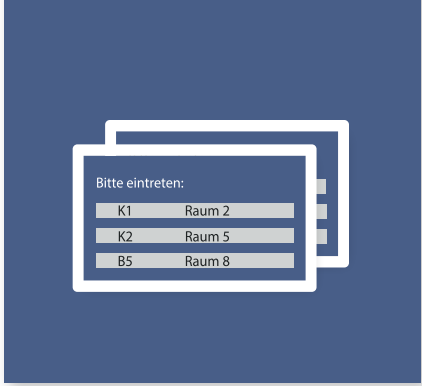 Bitte eintreten:
K1 Raum 2
K2 Raum 5
B5 Raum 8